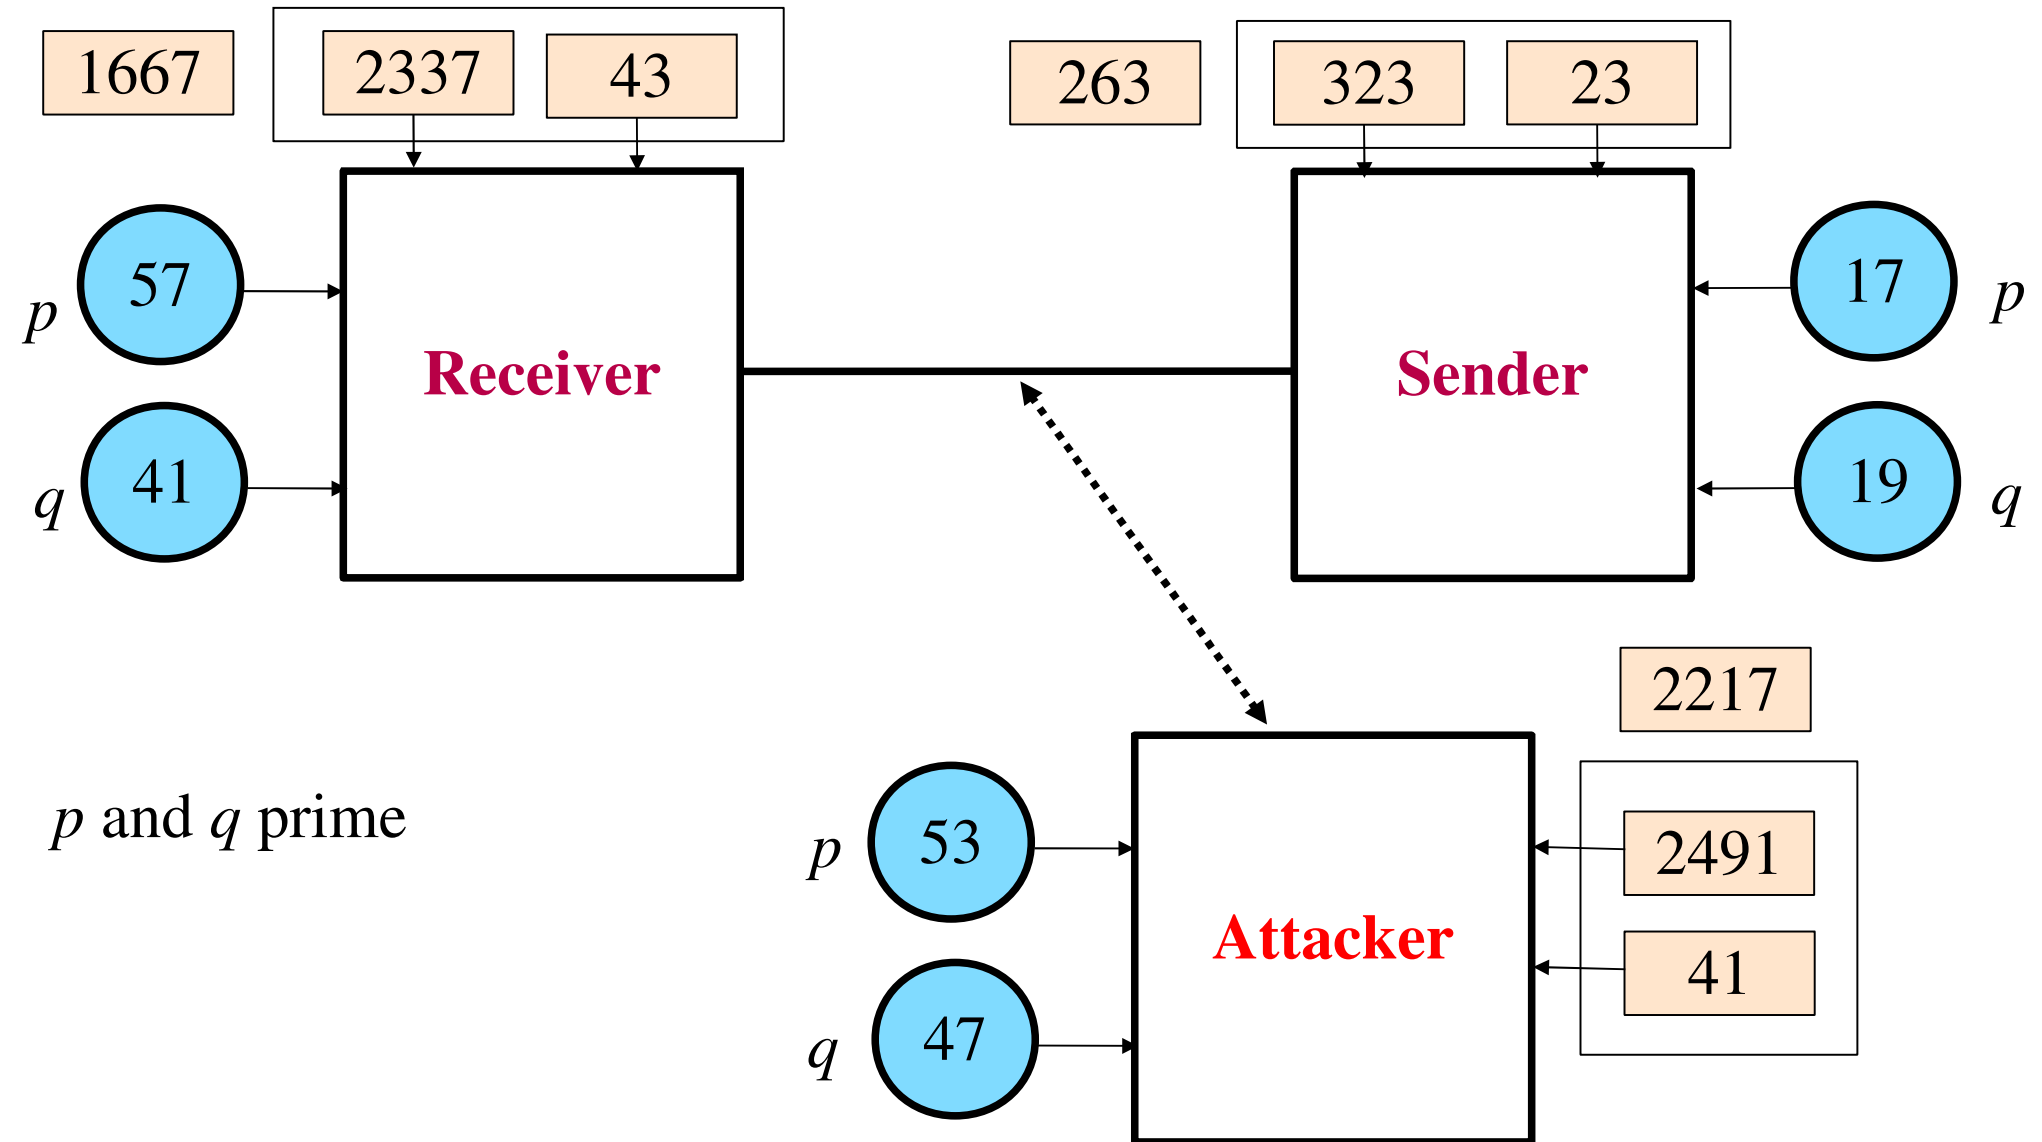 1667 2337 43 263 323 23
57 17
p p
Receiver Sender
41 19
q q
2217
p and q prime
53 2491
p
Attacker
41
47
q